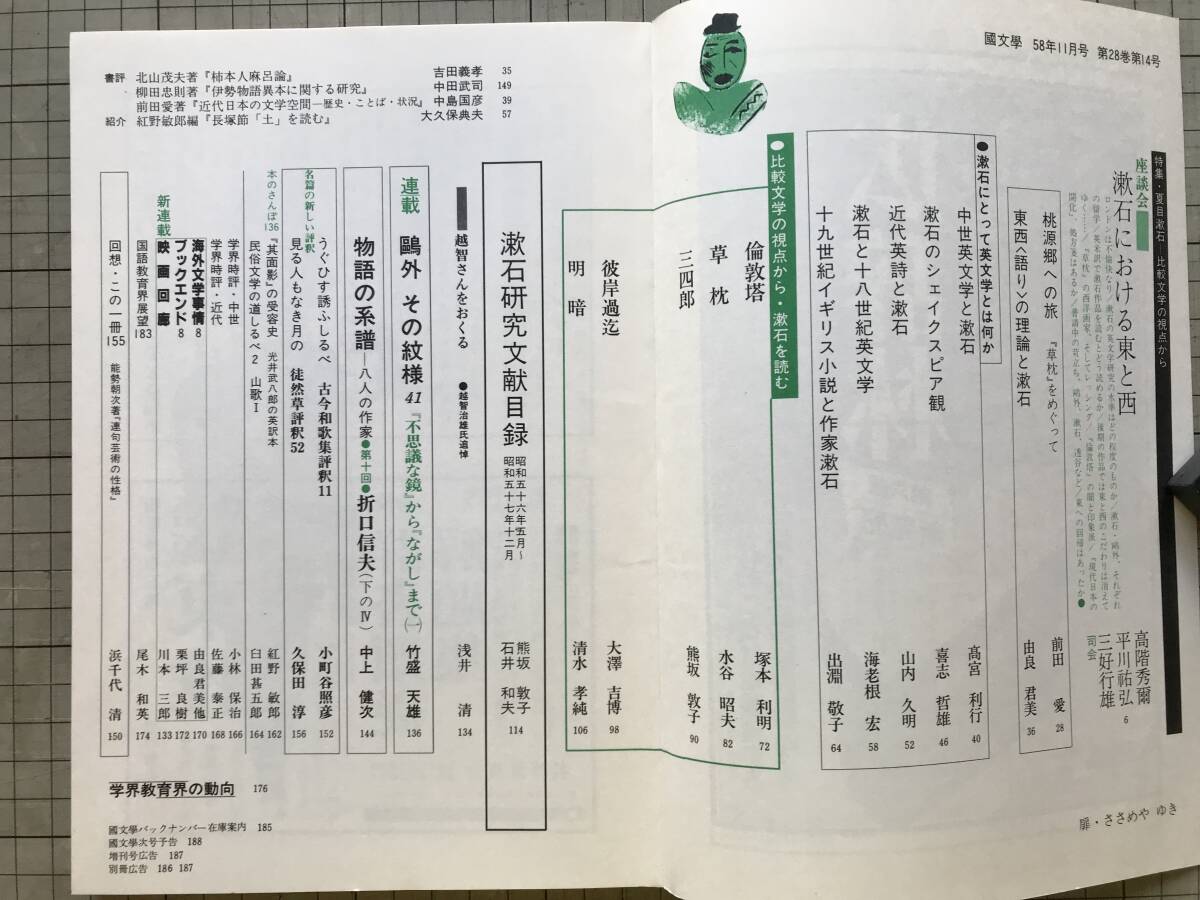 國文學 58年11月号 第28巻第14号
特集・夏目漱石―比較文学の視点から
座談会
漱石における東と西
高階秀爾
平川祐弘
三好行雄
司会
6
桃源郷への旅 『草枕』をめぐって 前田 愛 28
東西〈語り〉の理論と漱石 由良 君美 36
●漱石にとって英文学とは何か
中世英文学と漱石 高宮 利行 40
漱石のシェイクスピア観 喜志 哲雄 46
近代英詩と漱石 山内 久明 52
漱石と十八世紀英文学 海老根 宏 58
十九世紀イギリス小説と作家漱石 出淵 敬子 64
●比較文学の視点から・漱石を読む
倫敦塔 塚本 利明 72
草枕 水谷 昭夫 82
三四郎 熊坂 敦子 90
彼岸過迄 大澤 吉博 98
明暗 清水 孝純 106
漱石研究文献目録 昭和五十六年五月～昭和五十七年十二月
熊坂 敦子
石井 和夫
114
越智さんをおくる ●越智治雄氏追悼 浅井 清 134
連載
鷗外 その紋様 41 『不思議な鏡』から『ながし』まで(一) 竹盛 天雄 136
物語の系譜―八人の作家●第十回●折口信夫(下のⅣ) 中上 健次 144
名篇の新しい評釈
うぐひす誘ふしるべ 古今和歌集評釈11 小町谷照彦 152
見る人もなき月の 徒然草評釈52 久保田 淳 156
本のさんぽ136 『其面影』の受容史 光井武八郎の英訳本 紅野 敏郎 162
民俗文学の道しるべ2 山歌Ⅰ 臼田甚五郎 164
学界時評・中世 小林 保治 166
学界時評・近代 佐藤 泰正 168
海外文学事情8 由良君美他 170
ブックエンド8 栗坪 良樹 172
新連載 映画回廊 川本 三郎 133
国語教育界展望183 尾木 和英 174
回想・この一冊155 能勢朝次著『連句芸術の性格』 浜千代 清 150
書評 北山茂夫著『柿本人麻呂論』 吉田義孝 35
柳田忠則著『伊勢物語異本に関する研究』 中田武司 149
前田愛著『近代日本の文学空間―歴史・ことば・状況』 中島国彦 39
紹介 紅野敏郎編『長塚節「土」を読む』 大久保典夫 57
学界教育界の動向 176
國文學バックナンバー在庫案内 185
國文學次号予告 188
増刊号広告 187
別冊広告 186 187
扉・ささめや ゆき